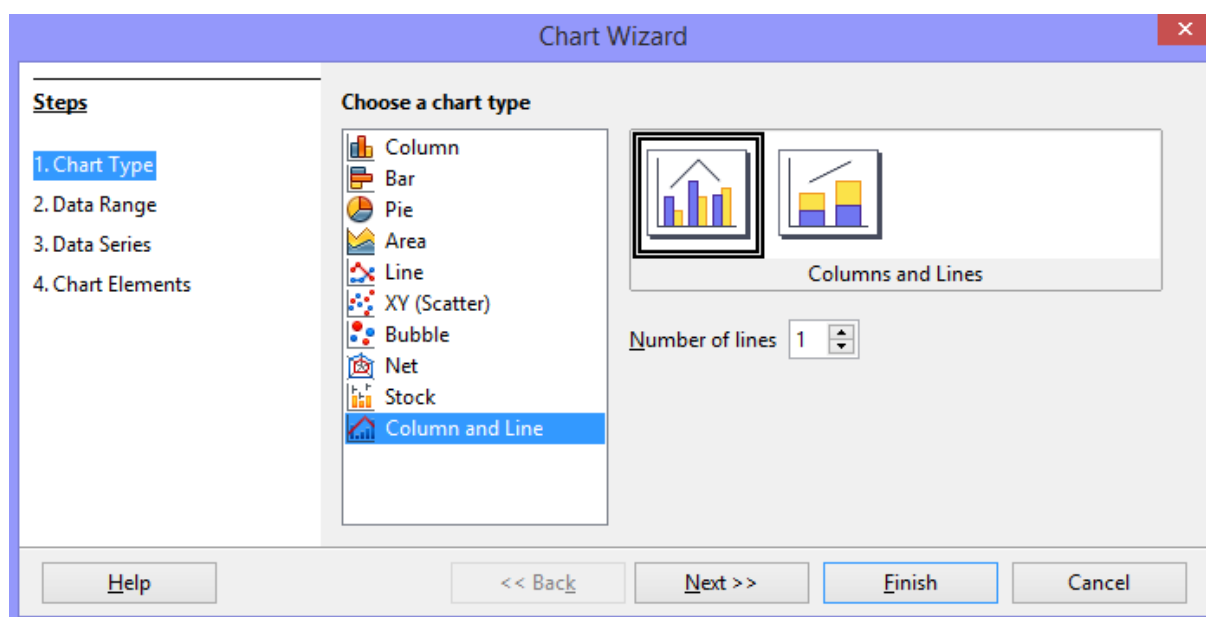 Chart Wizard
Steps
1. Chart Type
2. Data Range
3. Data Series
4. Chart Elements
Choose a chart type
Column
Bar
Pie
Area
Line
XY (Scatter)
Bubble
Net
Stock
Column and Line
Columns and Lines
Number of lines 1
Help
<< Back
Next >>
Finish
Cancel